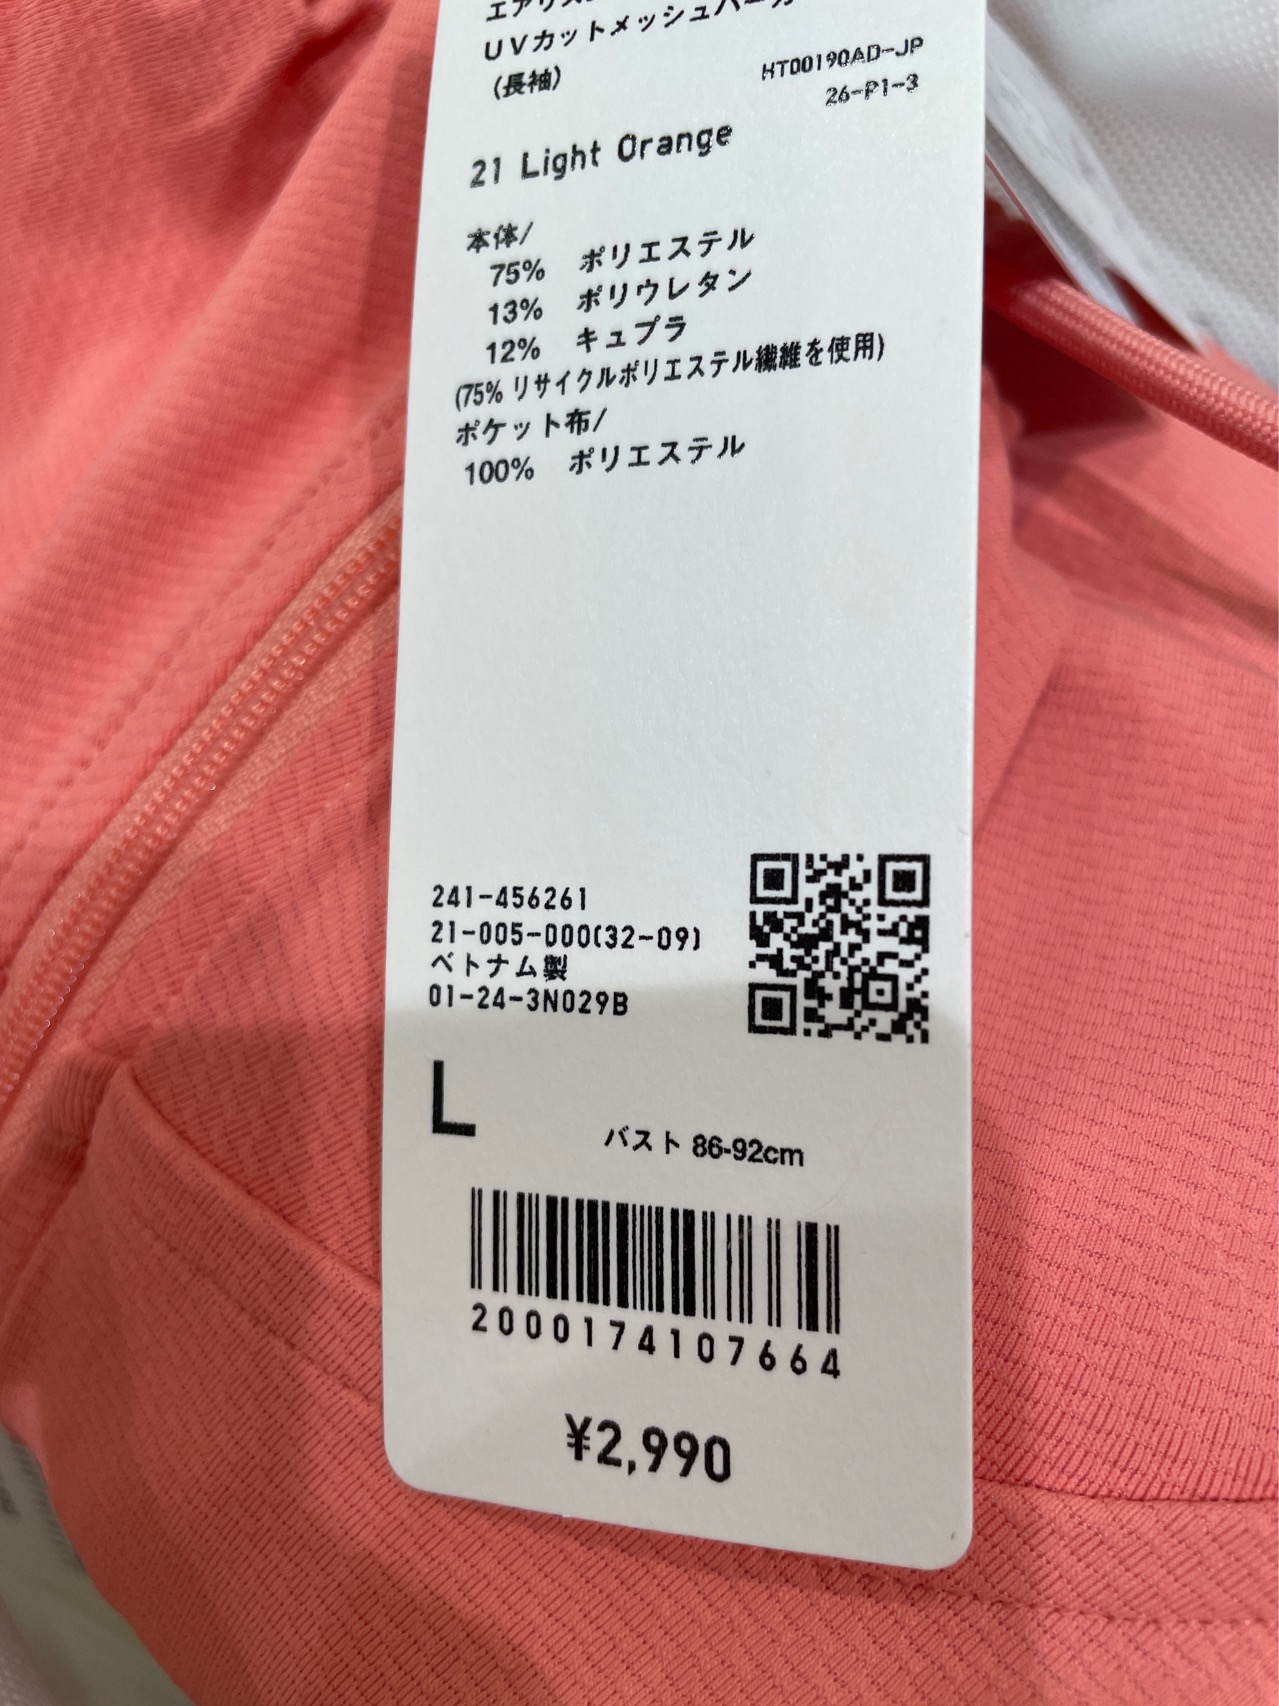 UVカットメッシュパーカ
(長袖)
HT00190AD-JP
26-P1-3
21 Light Orange
本体/
75% ポリエステル
13% ポリウレタン
12% キュプラ
(75% リサイクルポリエステル繊維を使用)
ポケット布/
100% ポリエステル
241-456261
21-005-000(32-09)
ベトナム製
01-24-3N029B
L
バスト 86-92cm
2000174107664
¥2,990